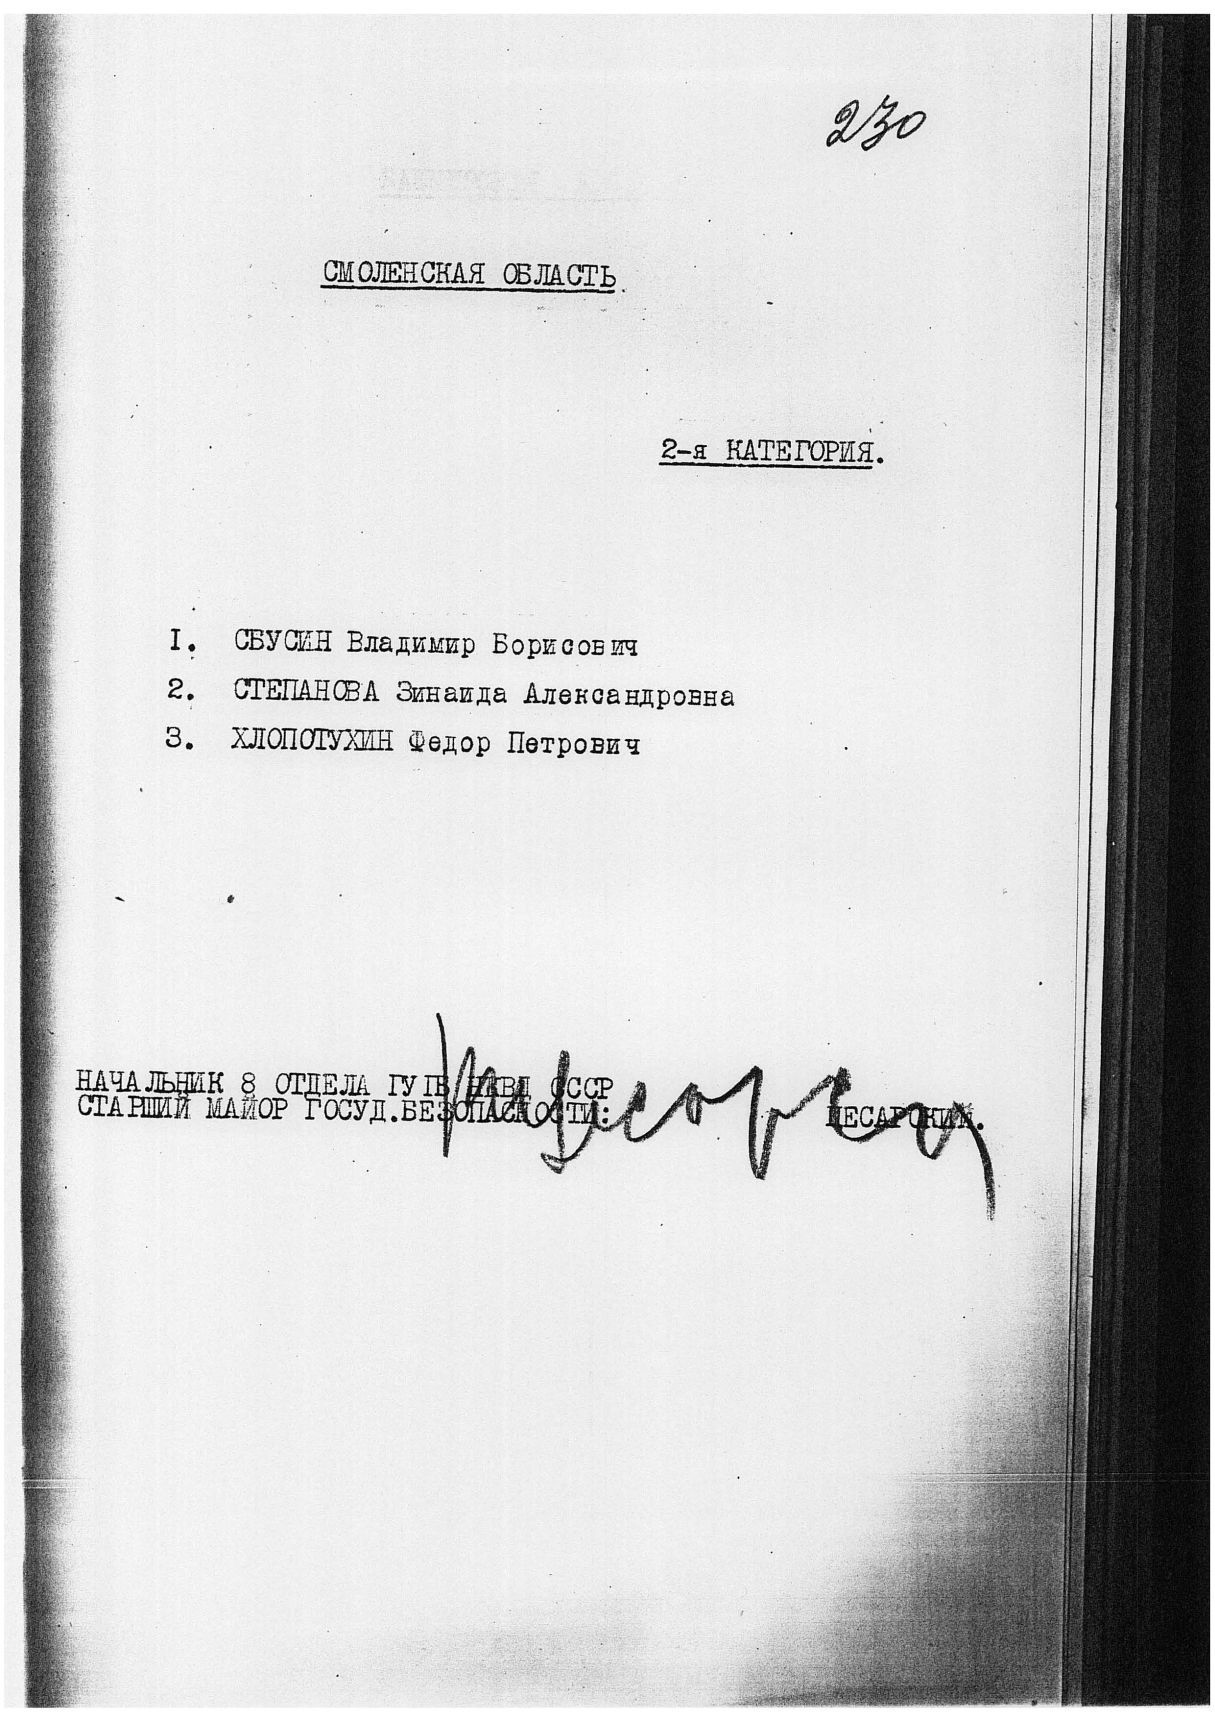 230
СМОЛЕНСКАЯ ОБЛАСТЬ
2-я КАТЕГОРИЯ.
I. СБУСИН Владимир Борисович
2. СТЕПАНОВА Зинаида Александровна
3. ХЛОПОТУХИН Федор Петрович
НАЧАЛЬНИК 8 ОТДЕЛА ГУГБ НКВД СССР
СТАРШИЙ МАЙОР ГОСУД.БЕЗОПАСНОСТИ: ЦЕСАРСКИЙ.